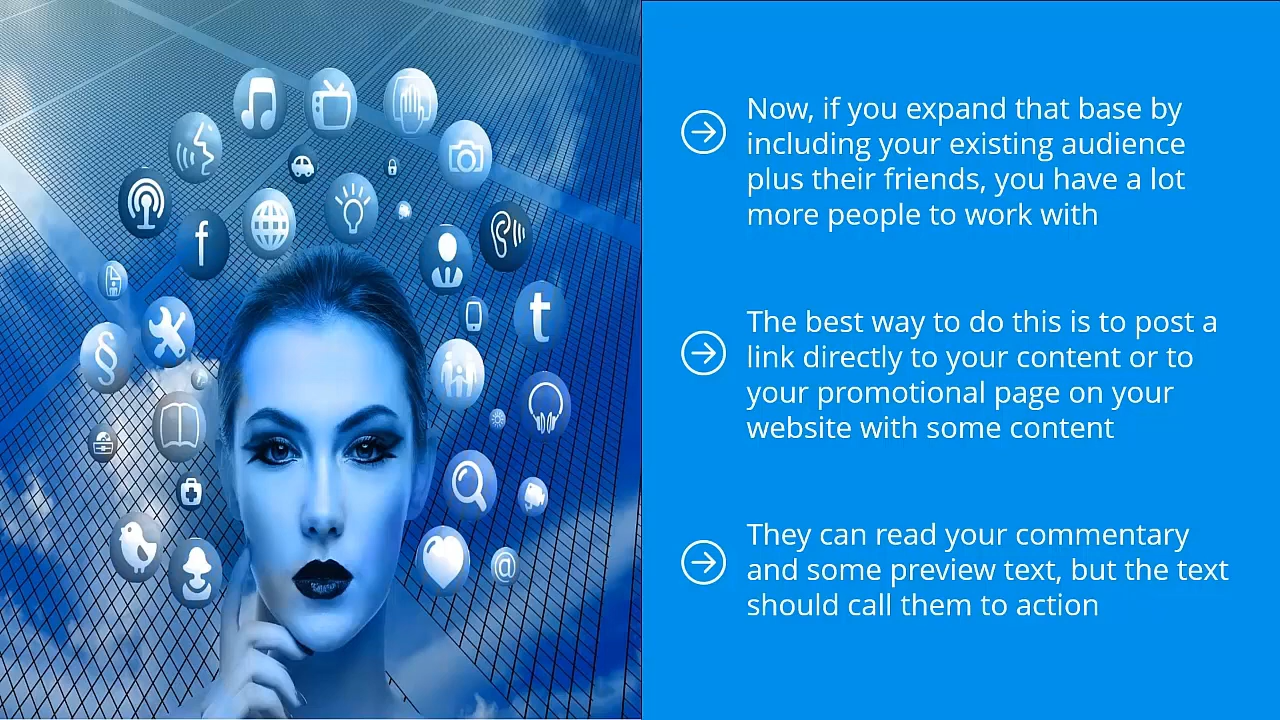 Now, if you expand that base by
including your existing audience
plus their friends, you have a lot
more people to work with
The best way to do this is to post a
link directly to your content or to
your promotional page on your
website with some content
They can read your commentary
and some preview text, but the text
should call them to action